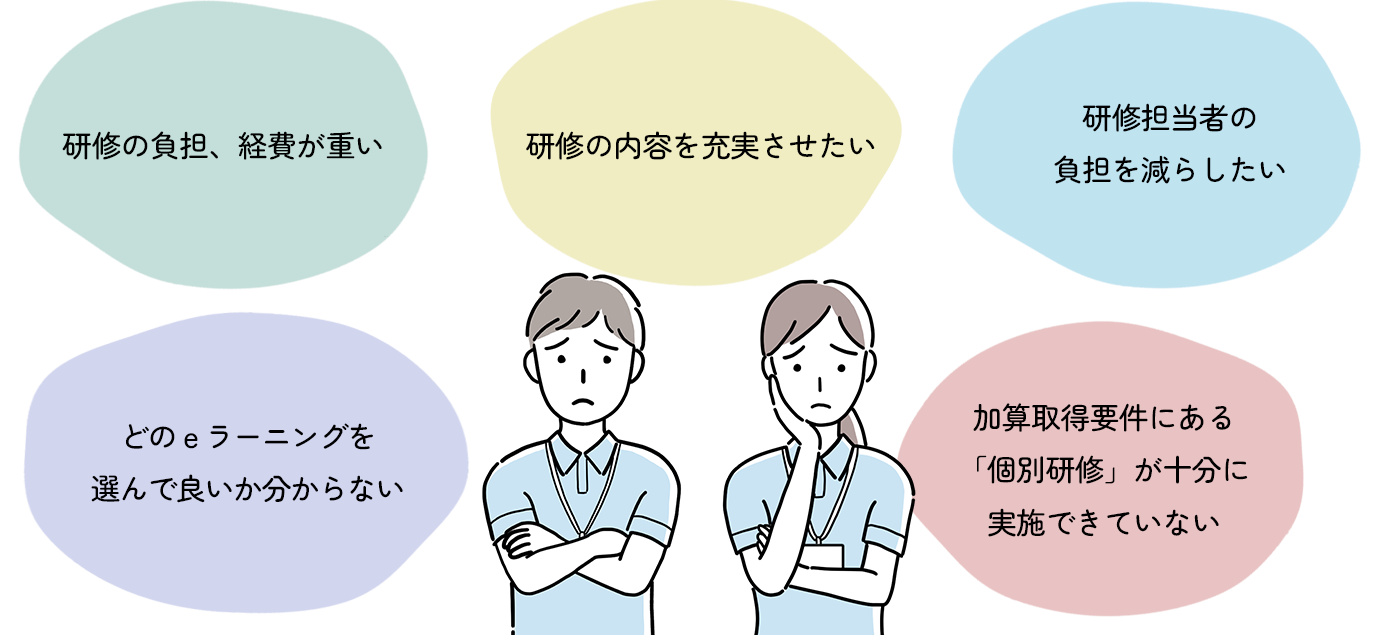 研修の負担、経費が重い
研修の内容を充実させたい
研修担当者の
負担を減らしたい
どのeラーニングを
選んで良いか分からない
加算取得要件にある
「個別研修」が十分に
実施できていない